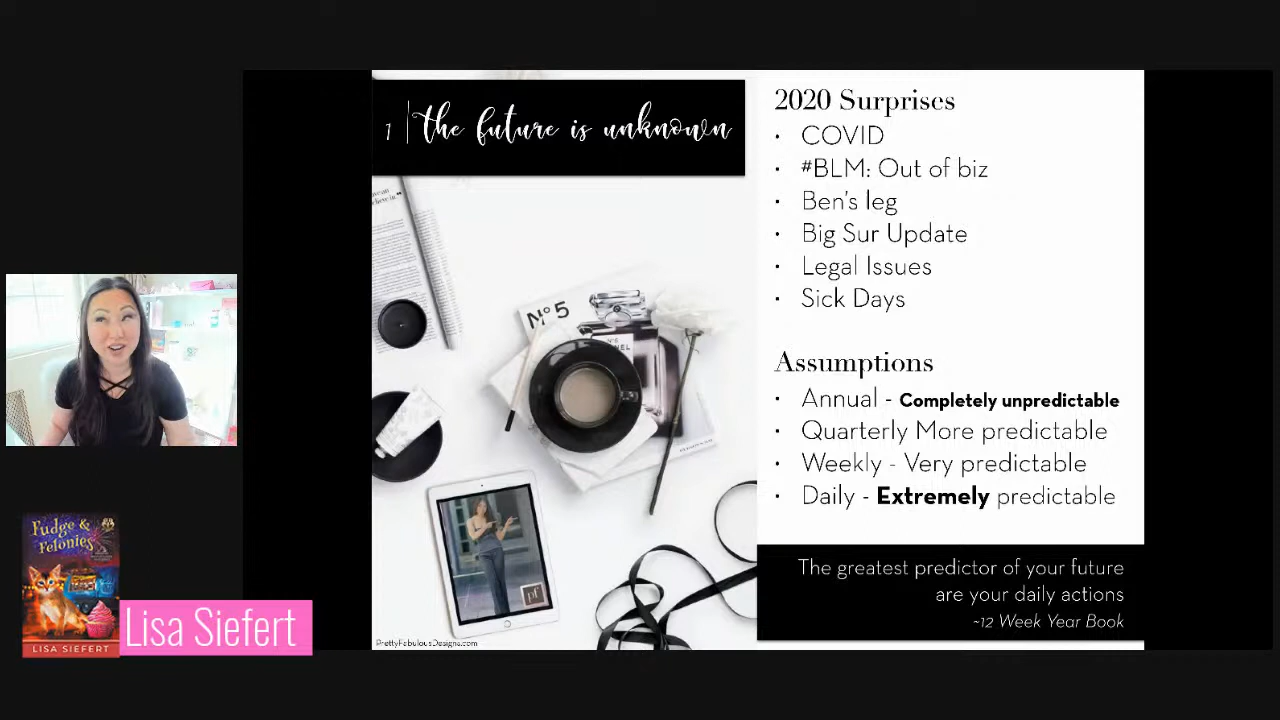 1 | the future is unknown
2020 Surprises
• COVID
• #BLM: Out of biz
• Ben's leg
• Big Sur Update
• Legal Issues
• Sick Days
Assumptions
• Annual - Completely unpredictable
• Quarterly More predictable
• Weekly - Very predictable
• Daily - Extremely predictable
The greatest predictor of your future
are your daily actions
~12 Week Year Book
N°5
pf
PrettyFabulousDesigns.com
Fudge &
Felonies
LISA SIEFERT
Lisa Siefert